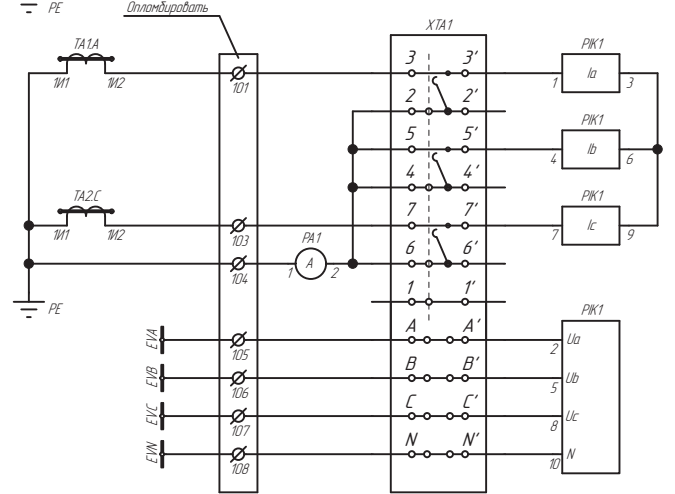 PE
Опломбировать
XTA1
TA1.A
1И1 1И2
101
3 3'
PIK1
1 Ia 3
2 2'
5 5'
PIK1
4 Ib 6
4 4'
TA2.C
1И1 1И2
103
7 7'
PIK1
7 Ic 9
PA1
104
1 A 2
6 6'
PE
1 1'
PIK1
EVA
105
A A'
2 Ua
EVB
106
B B'
5 Ub
EVC
107
C C'
8 Uc
EVN
108
N N'
10 N